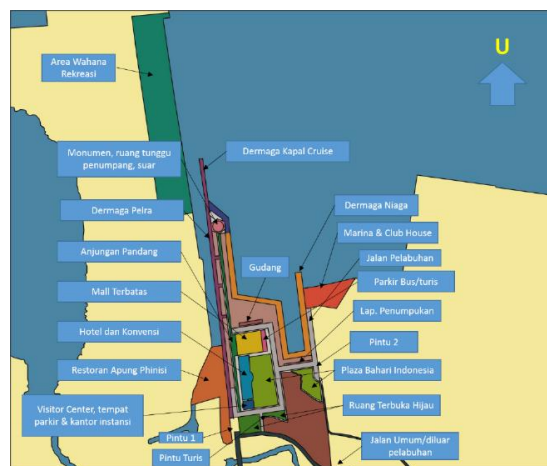 Area Wahana
Rekreasi
U
Monumen, ruang tunggu
penumpang, suar
Dermaga Kapal Cruise
Dermaga Pelra
Dermaga Niaga
Marina & Club House
Anjungan Pandang
Jalan Pelabuhan
Gudang
Parkir Bus/turis
Mall Terbatas
Lap. Penumpukan
Hotel dan Konvensi
Pintu 2
Restoran Apung Phinisi
Plaza Bahari Indonesia
Visitor Center, tempat
parkir & kantor instansi
Ruang Terbuka Hijau
Pintu 1
Pintu Turis
Jalan Umum/diluar
pelabuhan